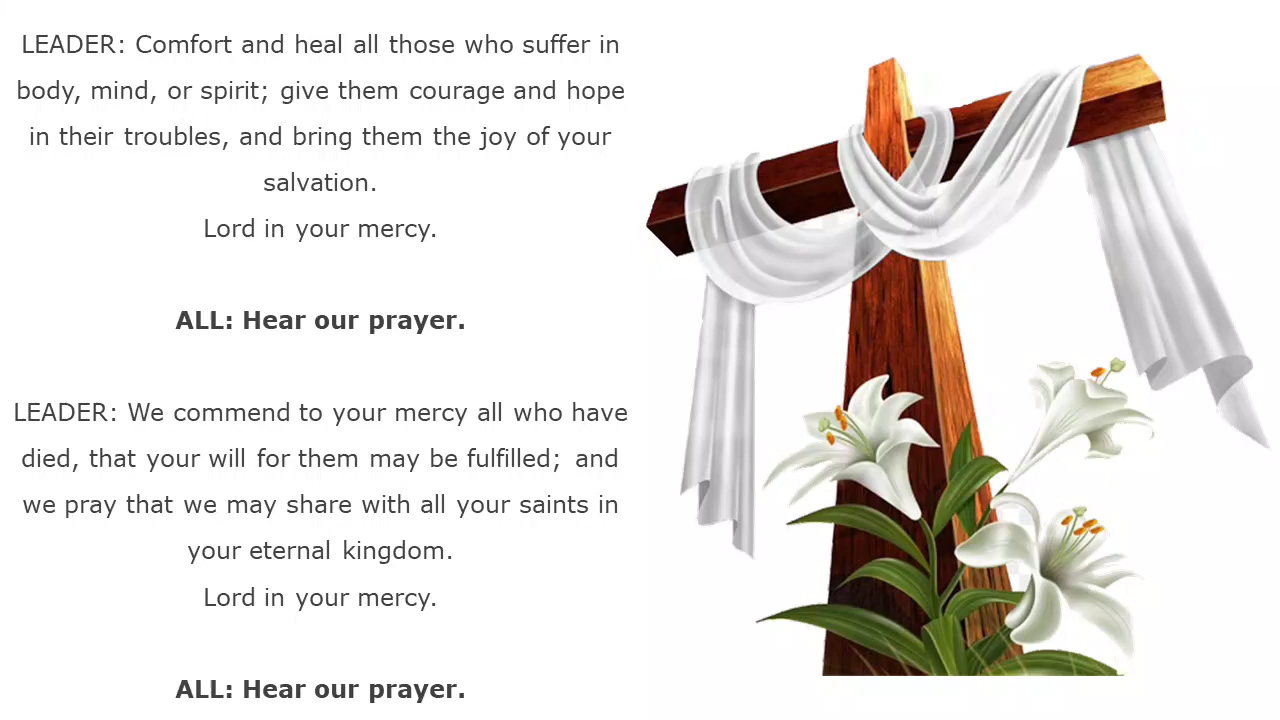 LEADER: Comfort and heal all those who suffer in
body, mind, or spirit; give them courage and hope
in their troubles, and bring them the joy of your
salvation.
Lord in your mercy.
ALL: Hear our prayer.
LEADER: We commend to your mercy all who have
died, that your will for them may be fulfilled; and
we pray that we may share with all your saints in
your eternal kingdom.
Lord in your mercy.
ALL: Hear our prayer.